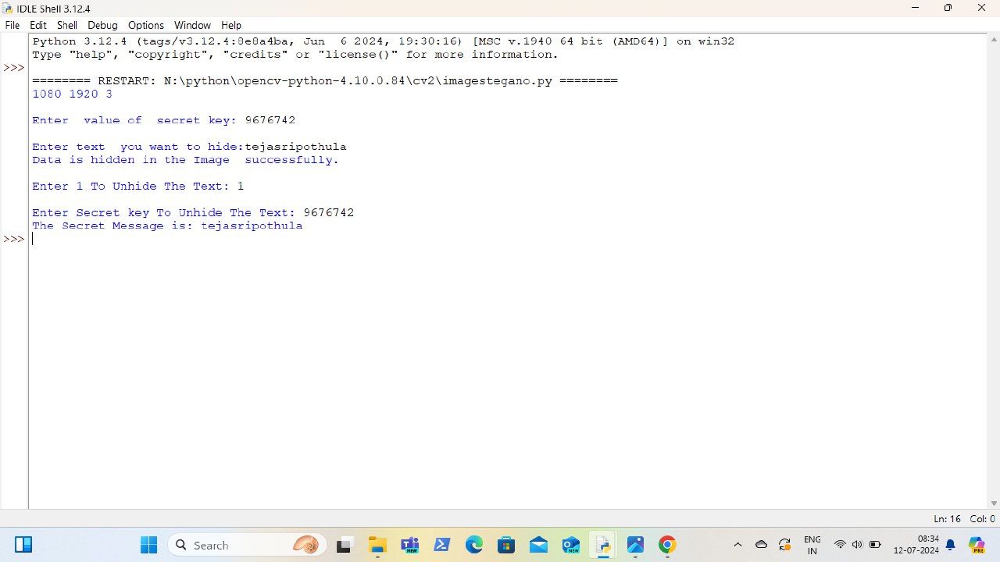 IDLE Shell 3.12.4
File Edit Shell Debug Options Window Help
Python 3.12.4 (tags/v3.12.4:8e8a4ba, Jun  6 2024, 19:30:16) [MSC v.1940 64 bit (AMD64)] on win32
Type "help", "copyright", "credits" or "license()" for more information.
>>>
======== RESTART: N:\python\opencv-python-4.10.0.84\cv2\imagestegano.py ========
1080 1920 3
Enter  value of  secret key: 9676742
Enter text  you want to hide:tejasripothula
Data is hidden in the Image  successfully.
Enter 1 To Unhide The Text: 1
Enter Secret key To Unhide The Text: 9676742
The Secret Message is: tejasripothula
>>>
Ln: 16 Col: 0
Search
NEW
NEW
ENG
IN
08:34
12-07-2024
PRE